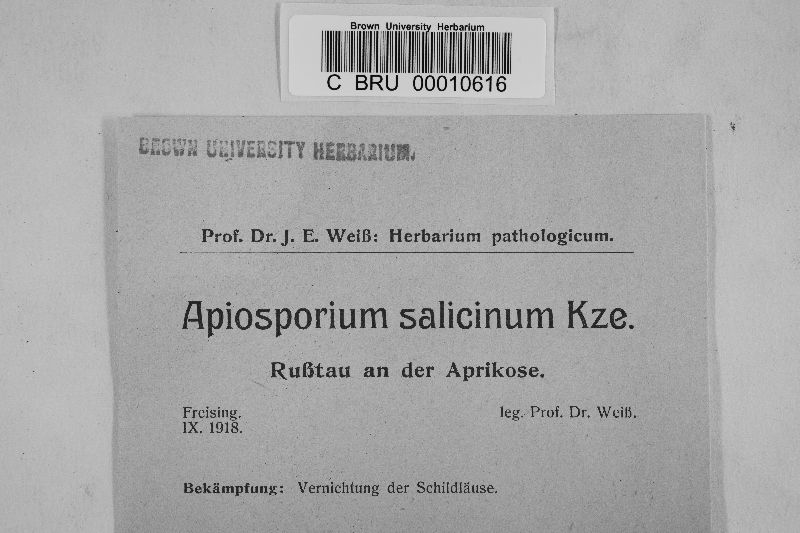 Brown University Herbarium
C BRU 00010616
BROWN UNIVERSITY HERBARIUM.
Prof. Dr. J. E. Weiß: Herbarium pathologicum.
Apiosporium salicinum Kze.
Rußtau an der Aprikose.
Freising. leg. Prof. Dr. Weiß.
IX. 1918.
Bekämpfung: Vernichtung der Schildläuse.